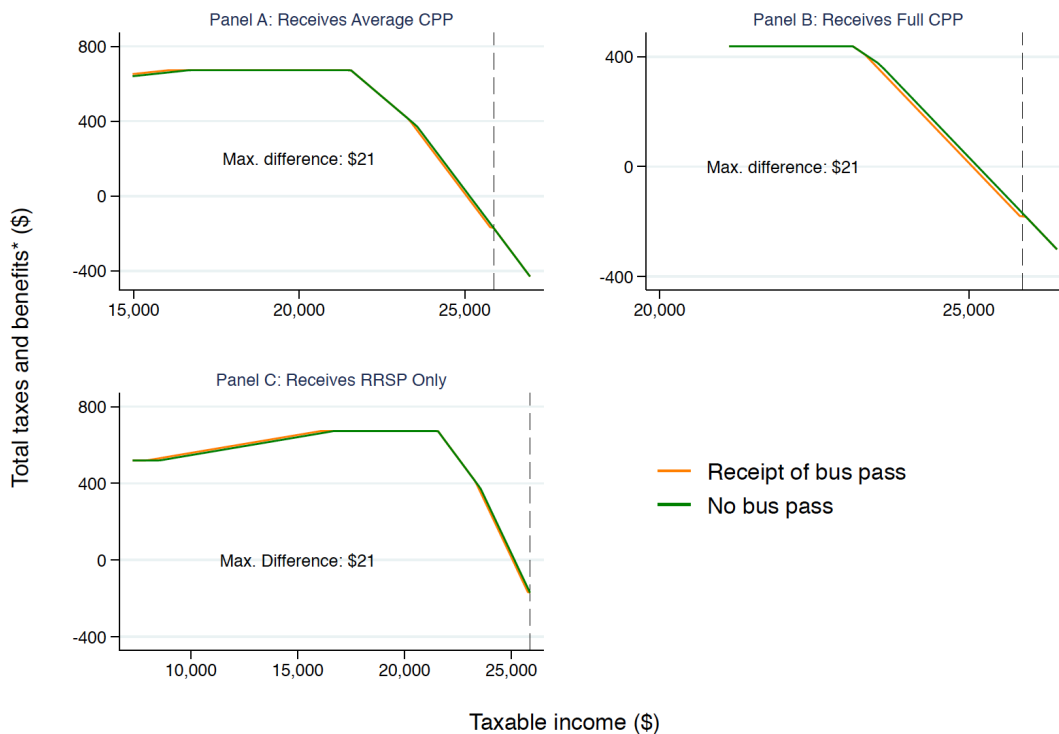 Panel A: Receives Average CPP
800
400
0
-400
Max. difference: $21
15,000 20,000 25,000
Panel B: Receives Full CPP
400
0
-400
Max. difference: $21
20,000 25,000
Panel C: Receives RRSP Only
800
400
0
-400
Max. Difference: $21
10,000 15,000 20,000 25,000
Receipt of bus pass
No bus pass
Total taxes and benefits* ($)
Taxable income ($)